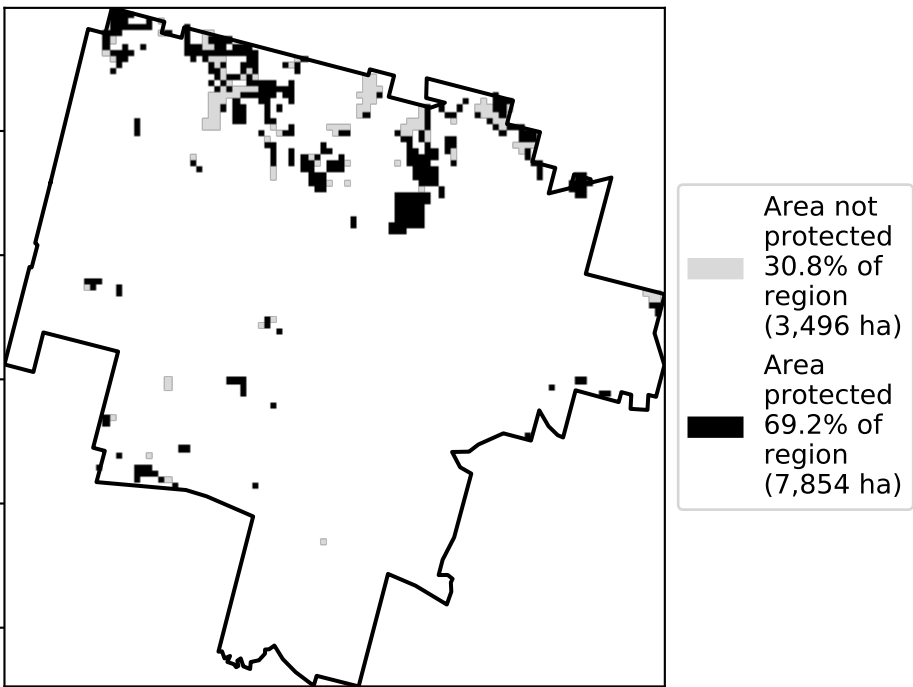 Area not
protected
30.8% of
region
(3,496 ha)
Area
protected
69.2% of
region
(7,854 ha)